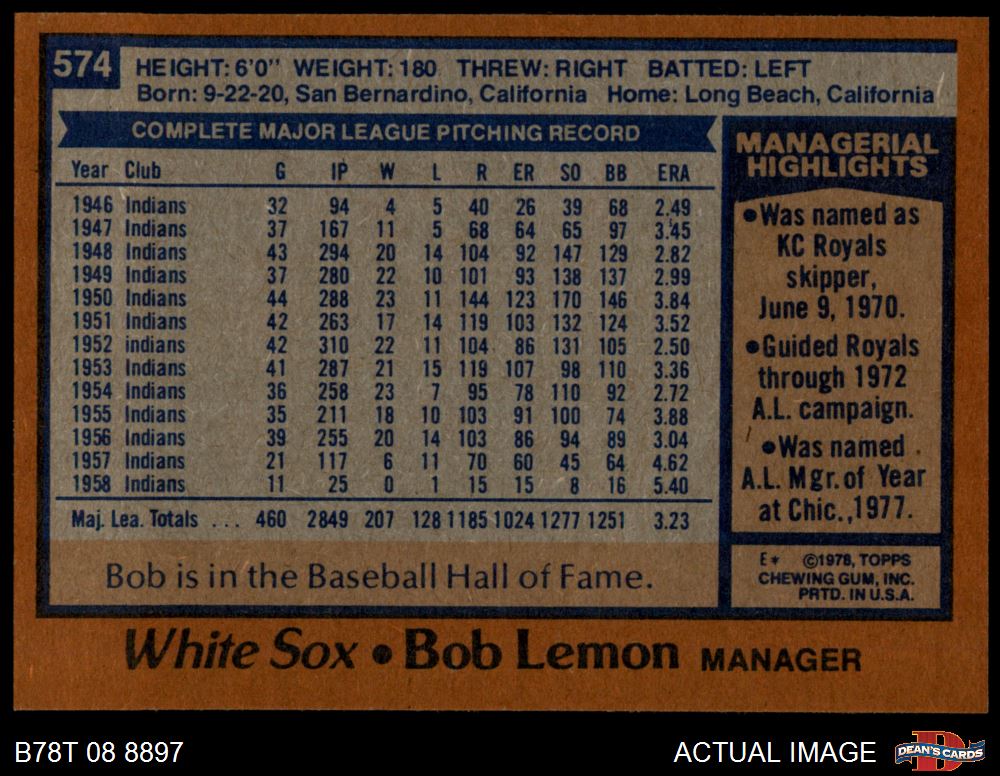 574
HEIGHT: 6'0" WEIGHT: 180 THREW: RIGHT BATTED: LEFT
Born: 9-22-20, San Bernardino, California Home: Long Beach, California
COMPLETE MAJOR LEAGUE PITCHING RECORD
Year Club G IP W L R ER SO BB ERA
1946 Indians 32 94 4 5 40 26 39 68 2.49
1947 Indians 37 167 11 5 68 64 65 97 3.45
1948 Indians 43 294 20 14 104 92 147 129 2.82
1949 Indians 37 280 22 10 101 93 138 137 2.99
1950 Indians 44 288 23 11 144 123 170 146 3.84
1951 Indians 42 263 17 14 119 103 132 124 3.52
1952 indians 42 310 22 11 104 86 131 105 2.50
1953 Indians 41 287 21 15 119 107 98 110 3.36
1954 Indians 36 258 23 7 95 78 110 92 2.72
1955 Indians 35 211 18 10 103 91 100 74 3.88
1956 Indians 39 255 20 14 103 86 94 89 3.04
1957 Indians 21 117 6 11 70 60 45 64 4.62
1958 Indians 11 25 0 1 15 15 8 16 5.40
Maj. Lea. Totals ... 460 2849 207 128 1185 1024 1277 1251 3.23
Bob is in the Baseball Hall of Fame.
MANAGERIAL
HIGHLIGHTS
•Was named as
KC Royals
skipper,
June 9, 1970.
•Guided Royals
through 1972
A.L. campaign.
•Was named
A.L. Mgr. of Year
at Chic., 1977.
E* ©1978, TOPPS
CHEWING GUM, INC.
PRTD. IN U.S.A.
White Sox • Bob Lemon MANAGER
B78T 08 8897
ACTUAL IMAGE
D
DEAN'S CARDS